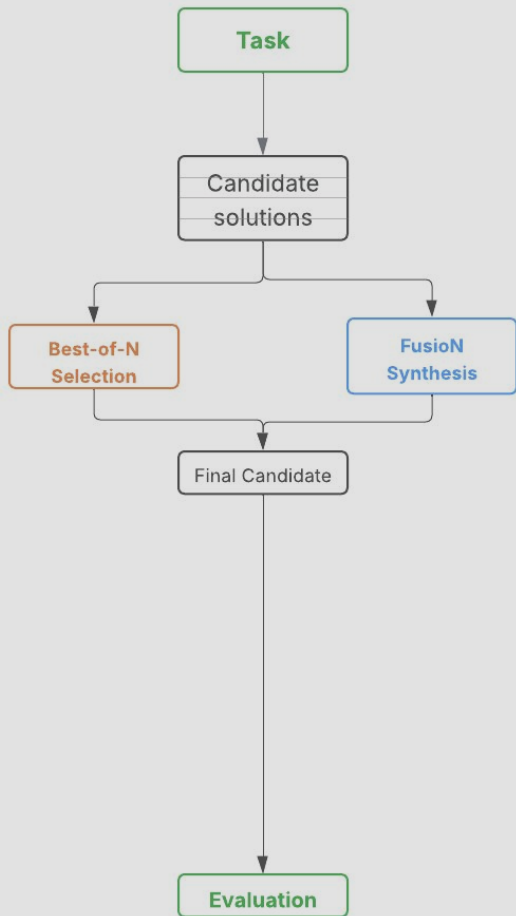 Task
Candidate
solutions
Best-of-N
Selection
FusioN
Synthesis
Final Candidate
Evaluation